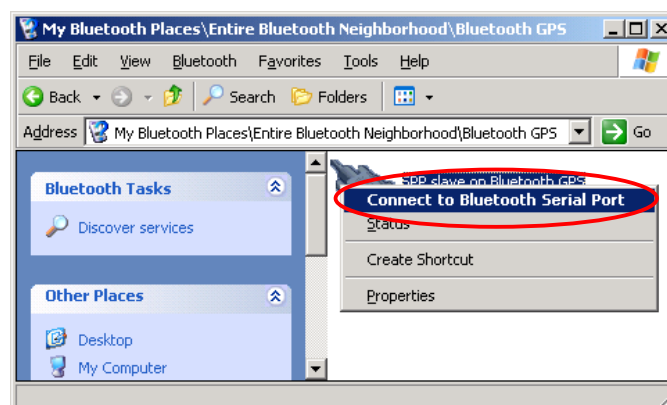 My Bluetooth Places\Entire Bluetooth Neighborhood\Bluetooth GPS
File Edit View Bluetooth Favorites Tools Help
Back Search Folders
Address My Bluetooth Places\Entire Bluetooth Neighborhood\Bluetooth GPS Go
Bluetooth Tasks
Discover services
Other Places
Desktop
My Computer
SPP slave on Bluetooth GPS
Connect to Bluetooth Serial Port
Status
Create Shortcut
Properties